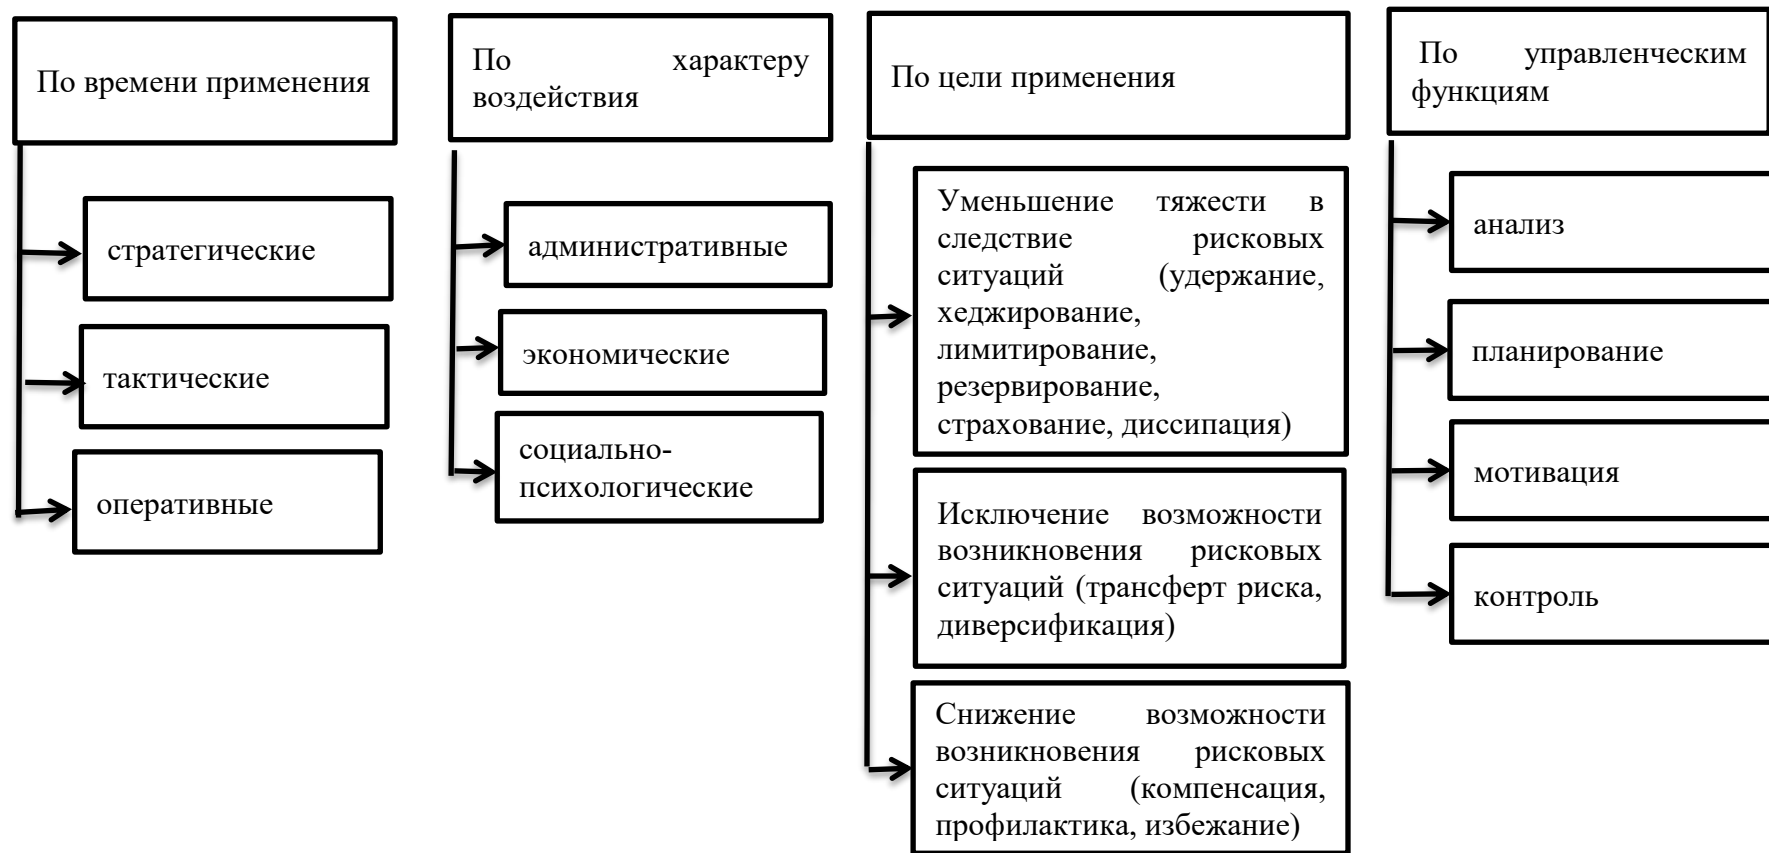 По времени применения
стратегические
тактические
оперативные
По характеру
воздействия
административные
экономические
социально-
психологические
По цели применения
Уменьшение тяжести в
следствие рисковых
ситуаций (удержание,
хеджирование,
лимитирование,
резервирование,
страхование, диссипация)
Исключение возможности
возникновения рисковых
ситуаций (трансферт риска,
диверсификация)
Снижение возможности
возникновения рисковых
ситуаций (компенсация,
профилактика, избежание)
По управленческим
функциям
анализ
планирование
мотивация
контроль